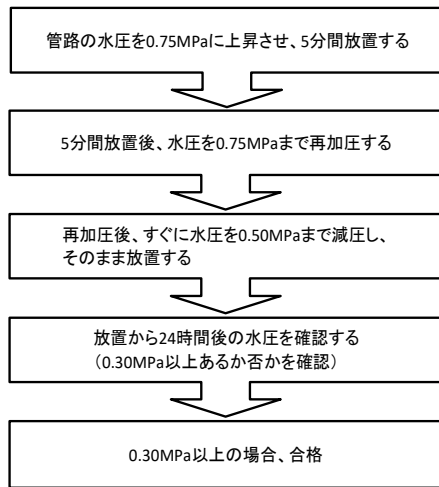 管路の水圧を0.75MPaに上昇させ、5分間放置する
5分間放置後、水圧を0.75MPaまで再加圧する
再加圧後、すぐに水圧を0.50MPaまで減圧し、
そのまま放置する
放置から24時間後の水圧を確認する
（0.30MPa以上あるか否かを確認）
0.30MPa以上の場合、合格